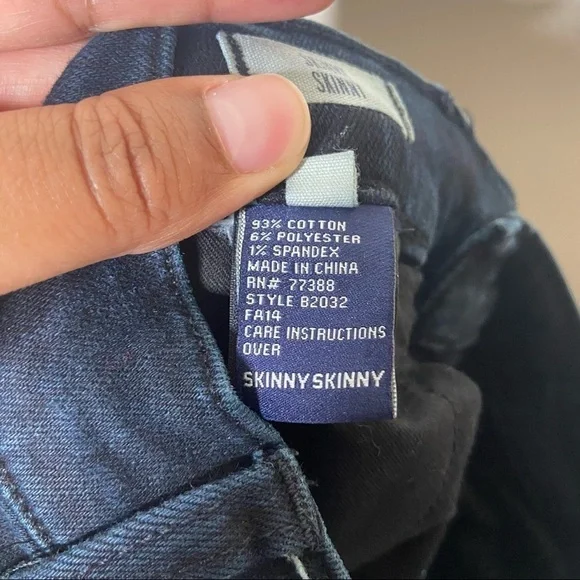 SKINNY
93% COTTON
6% POLYESTER
1% SPANDEX
MADE IN CHINA
RN# 77388
STYLE B2032
FA14
CARE INSTRUCTIONS
OVER
SKINNYSKINNY